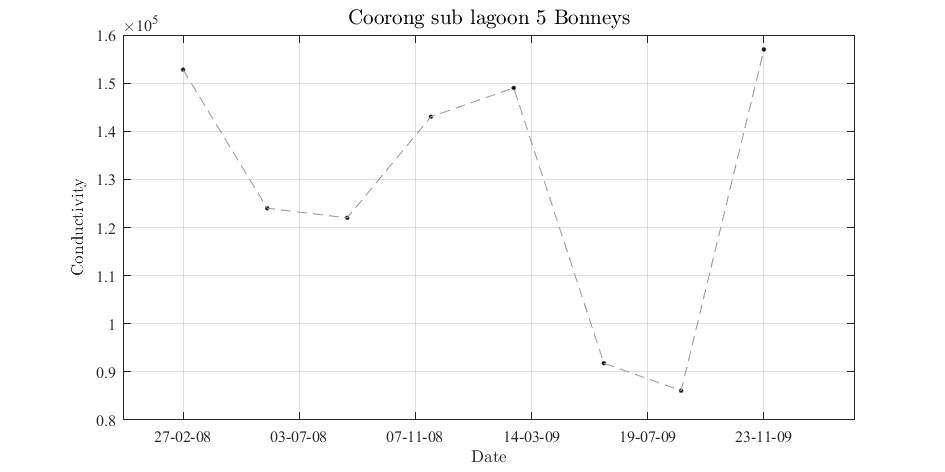 Coorong sub lagoon 5 Bonneys
×10⁵
1.6
1.5
1.4
1.3
1.2
1.1
1
0.9
0.8
Conductivity
27-02-08 03-07-08 07-11-08 14-03-09 19-07-09 23-11-09
Date